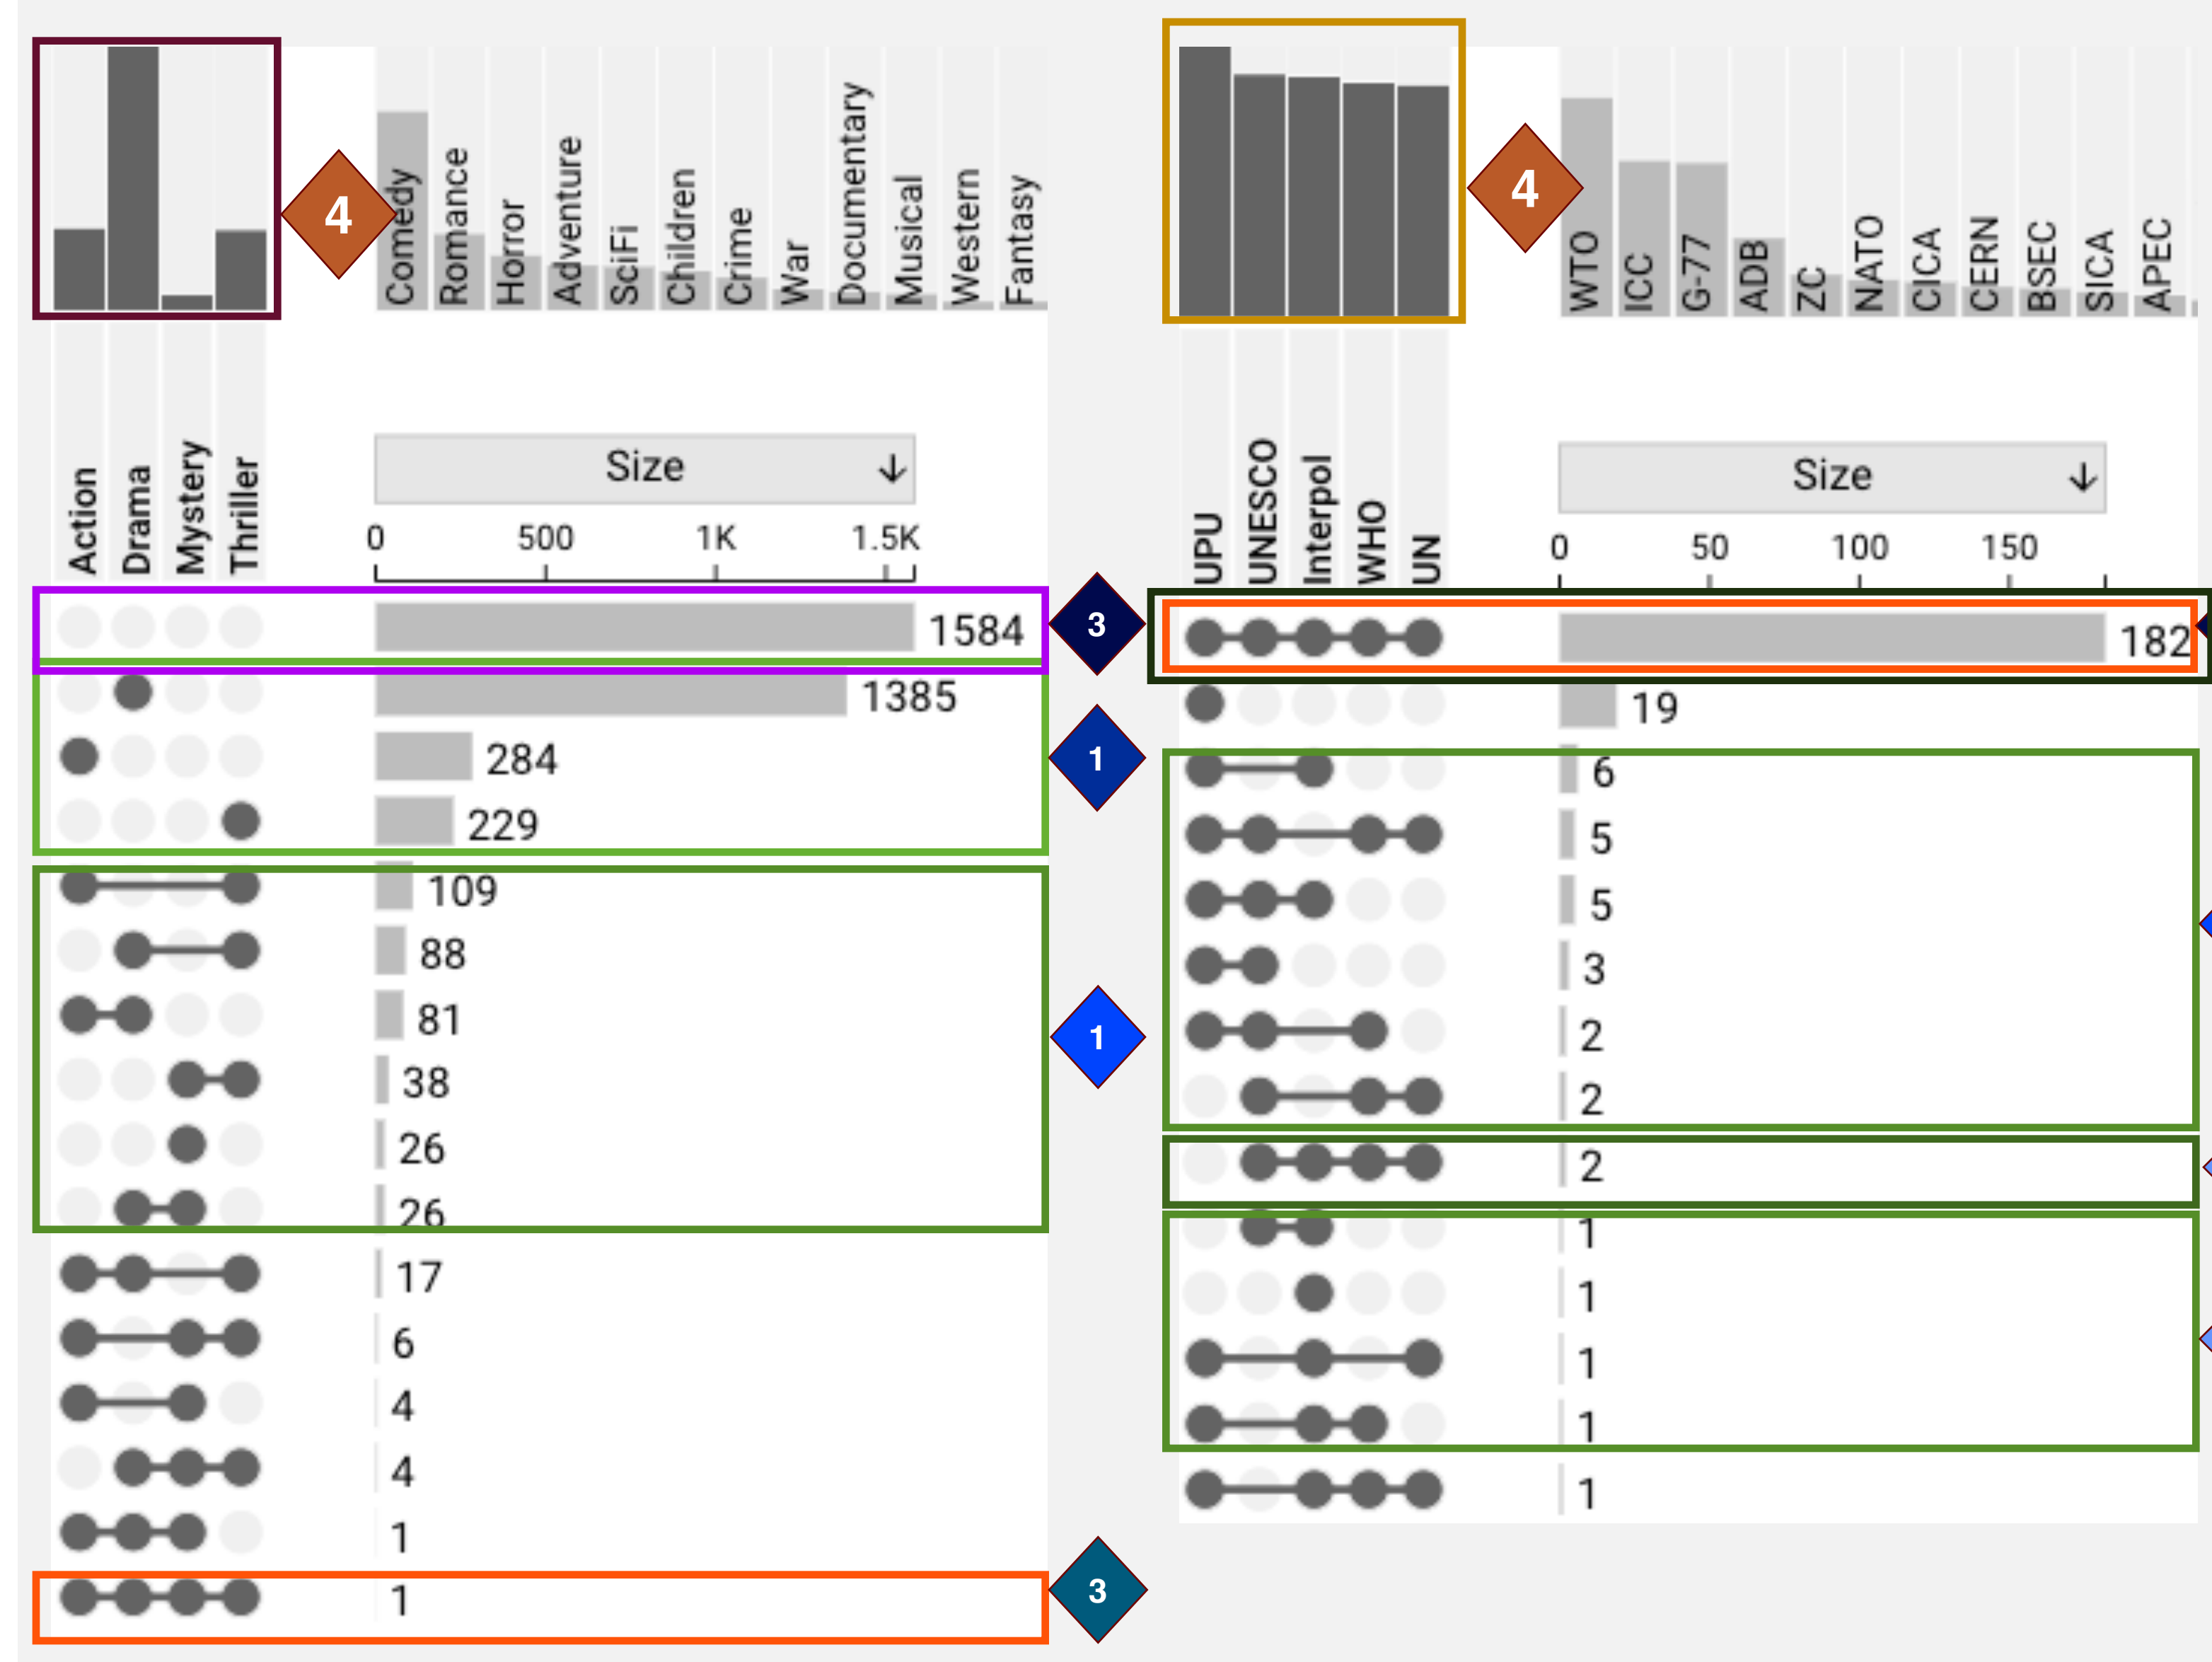 4
Comedy
Romance
Horror
Adventure
SciFi
Children
Crime
War
Documentary
Musical
Western
Fantasy
Action
Drama
Mystery
Thriller
Size
0 500 1K 1.5K
1584
3
1385
284
1
229
109
88
81
1
38
26
26
17
6
4
4
1
1
3
4
WTO
ICC
G-77
ADB
ZC
NATO
CICA
CERN
BSEC
SICA
APEC
UPU
UNESCO
Interpol
WHO
UN
Size
0 50 100 150
182
19
6
5
5
3
2
2
2
1
1
1
1
1